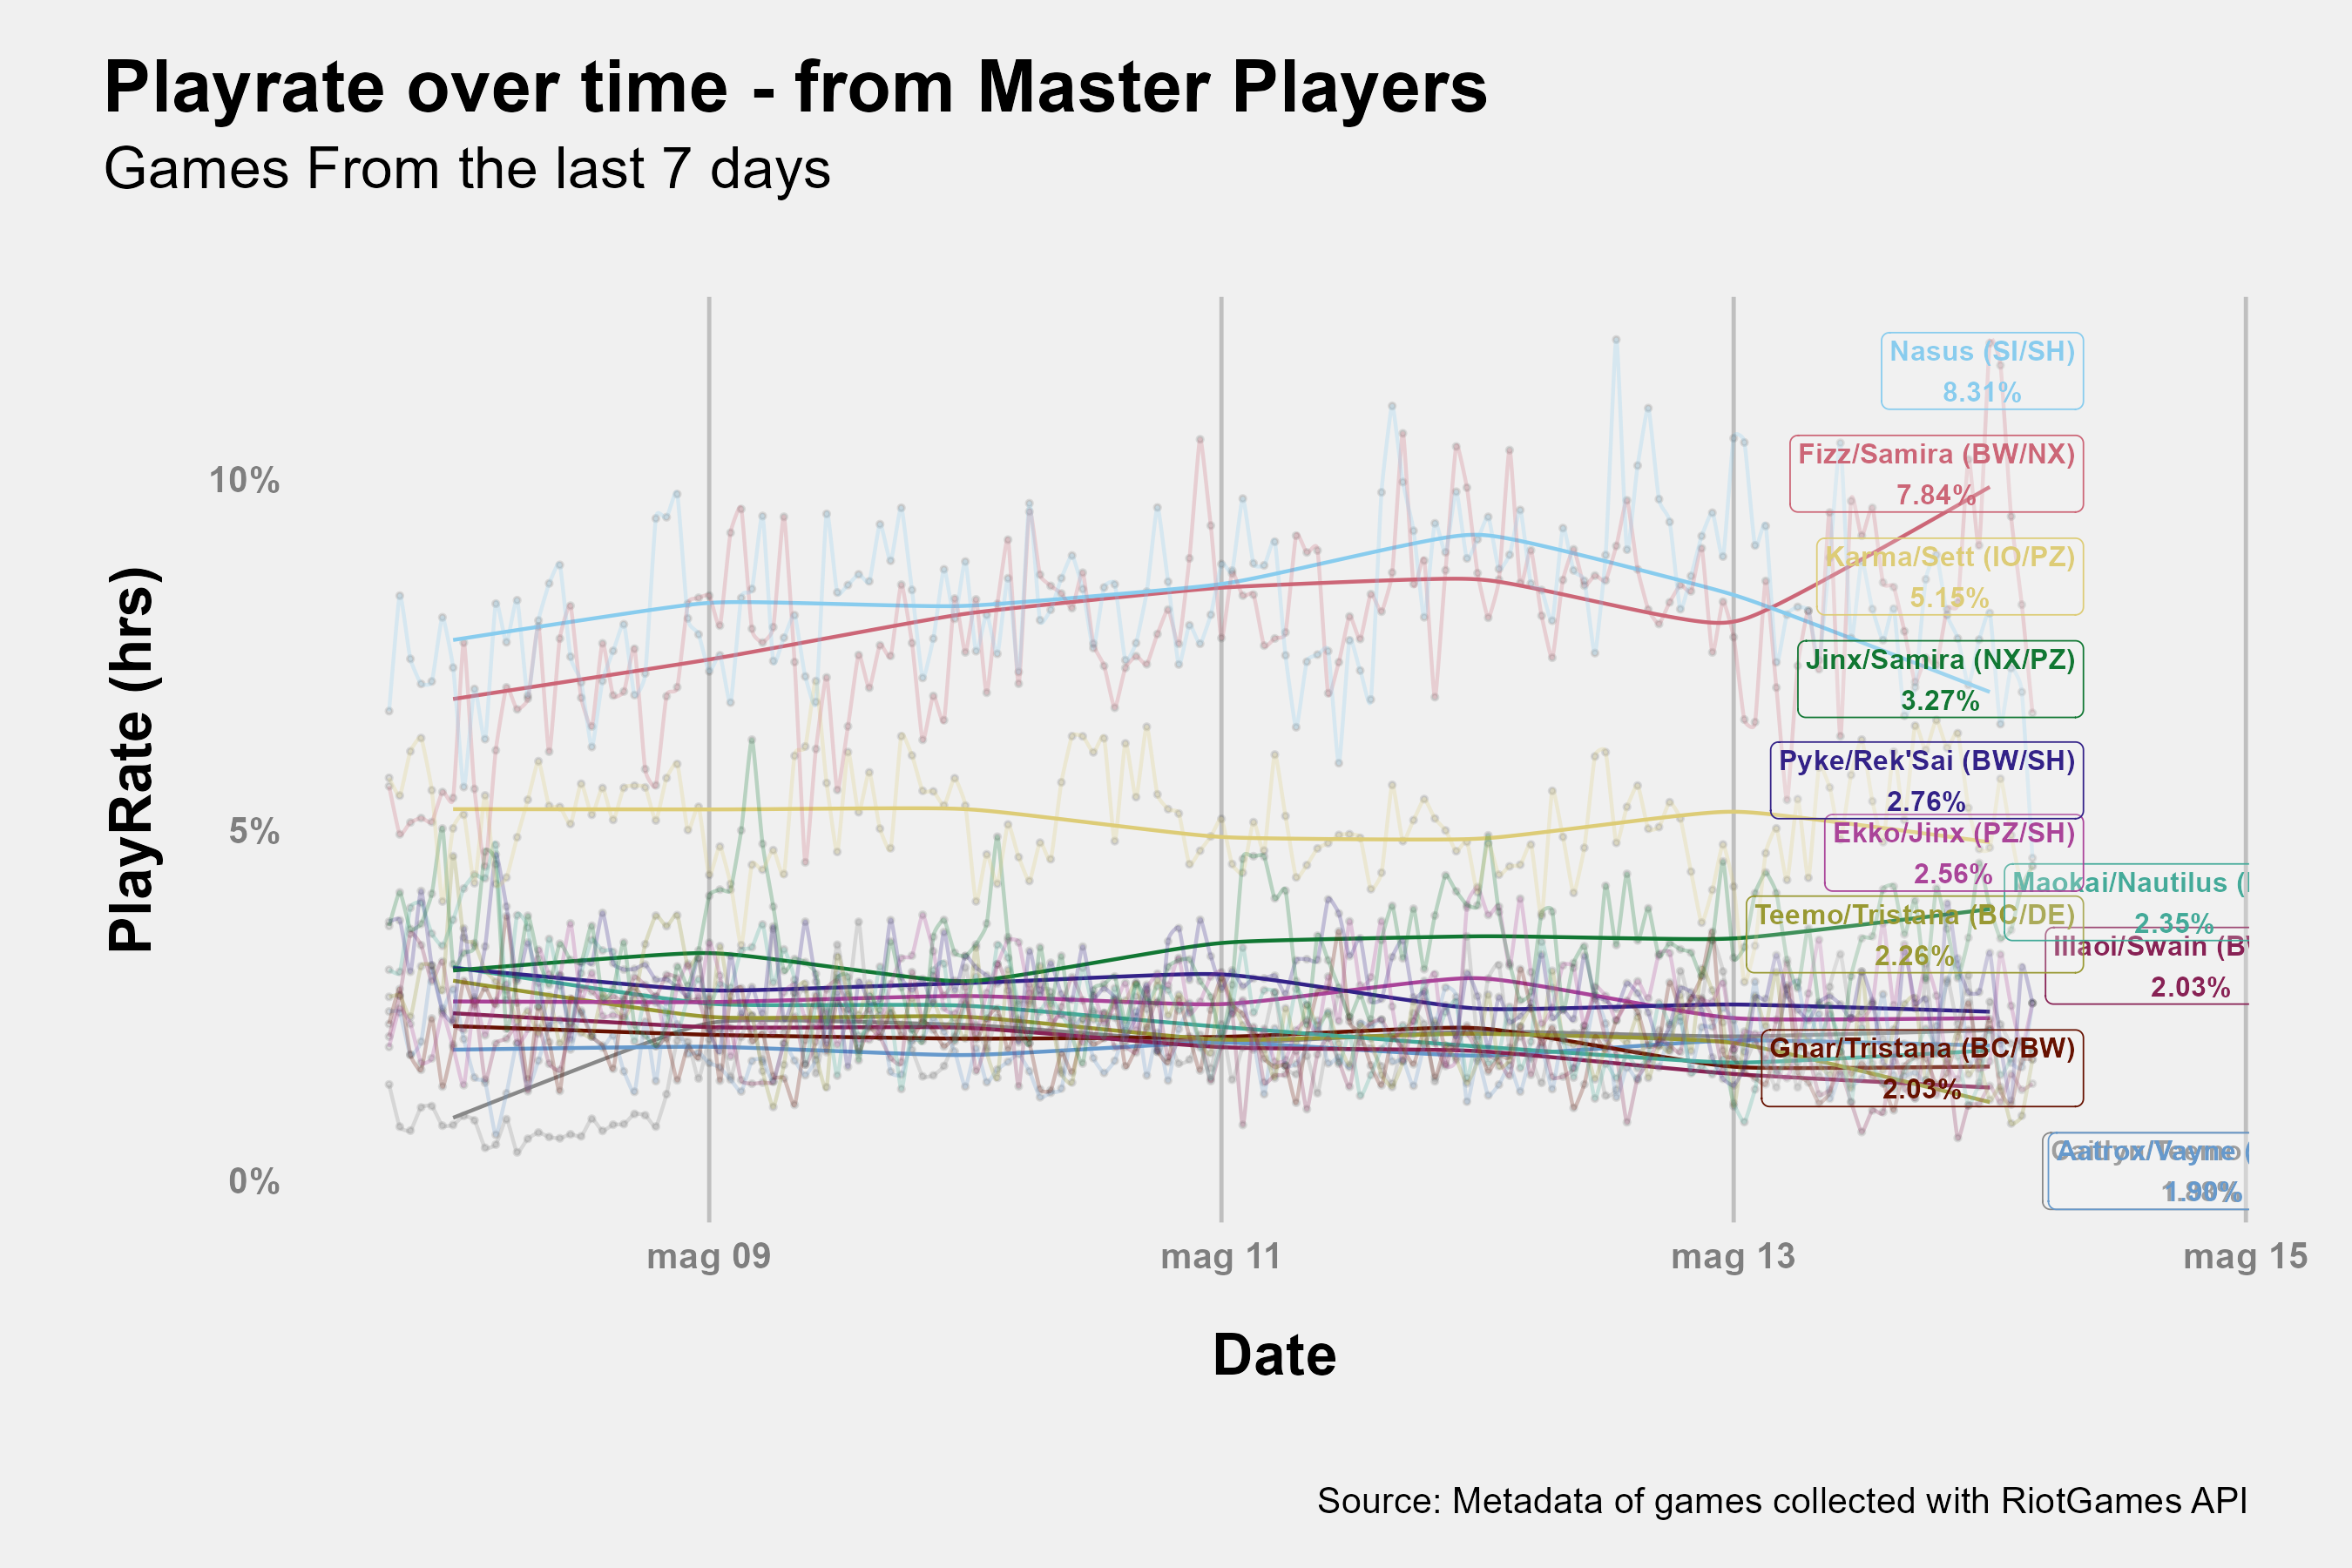 Playrate over time - from Master Players
Games From the last 7 days
PlayRate (hrs)
10%
5%
0%
Nasus (SI/SH)
8.31%
Fizz/Samira (BW/NX)
7.84%
Karma/Sett (IO/PZ)
5.15%
Jinx/Samira (NX/PZ)
3.27%
Pyke/Rek'Sai (BW/SH)
2.76%
Ekko/Jinx (PZ/SH)
2.56%
Maokai/Nautilus (
2.35%
Teemo/Tristana (BC/DE)
2.26%
Illaoi/Swain (
2.03%
Gnar/Tristana (BC/BW)
2.03%
Aatrox/Vayne (
1.90%
mag 09
mag 11
mag 13
mag 15
Date
Source: Metadata of games collected with RiotGames API